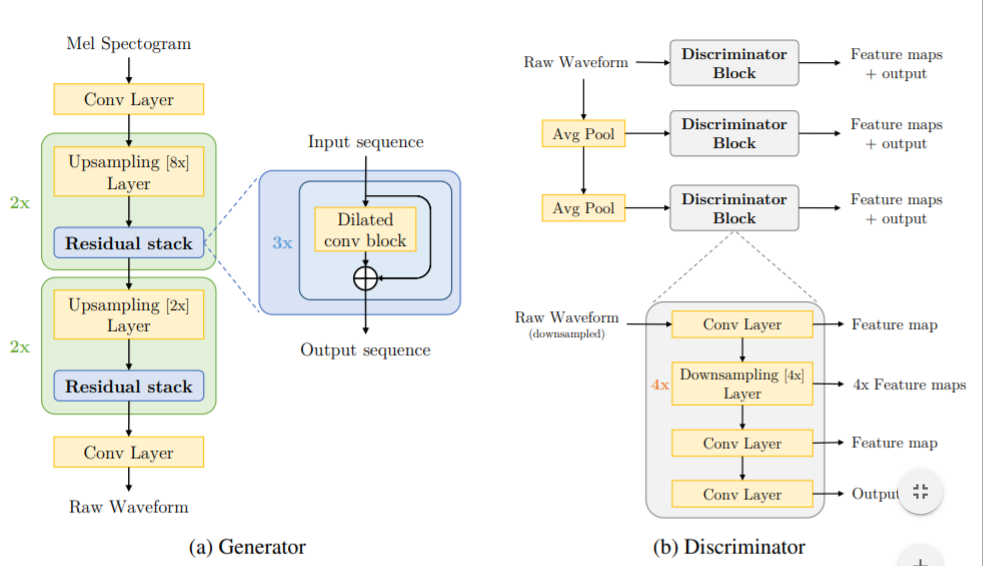 Mel Spectogram
Conv Layer
2x
Upsampling [8x]
Layer
Residual stack
2x
Upsampling [2x]
Layer
Residual stack
Conv Layer
Raw Waveform
Input sequence
3x
Dilated
conv block
Output sequence
(a) Generator
Raw Waveform
Discriminator
Block
Feature maps
+ output
Avg Pool
Discriminator
Block
Feature maps
+ output
Avg Pool
Discriminator
Block
Feature maps
+ output
Raw Waveform
(downsampled)
Conv Layer
Feature map
4x
Downsampling [4x]
Layer
4x Feature maps
Conv Layer
Feature map
Conv Layer
Output
(b) Discriminator